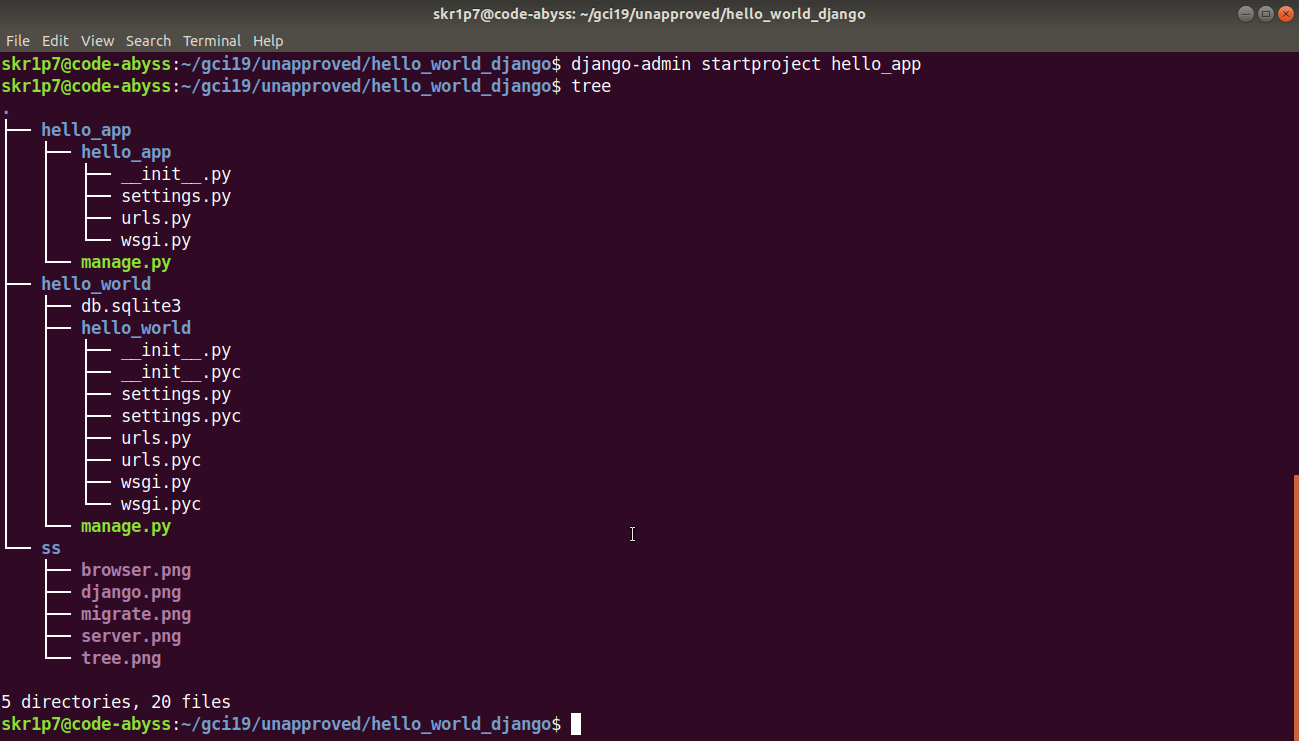 skr1p7@code-abyss: ~/gci19/unapproved/hello_world_django
File Edit View Search Terminal Help
skr1p7@code-abyss:~/gci19/unapproved/hello_world_django$ django-admin startproject hello_app
skr1p7@code-abyss:~/gci19/unapproved/hello_world_django$ tree
.
├── hello_app
│   ├── hello_app
│   │   ├── __init__.py
│   │   ├── settings.py
│   │   ├── urls.py
│   │   └── wsgi.py
│   └── manage.py
├── hello_world
│   ├── db.sqlite3
│   ├── hello_world
│   │   ├── __init__.py
│   │   ├── __init__.pyc
│   │   ├── settings.py
│   │   ├── settings.pyc
│   │   ├── urls.py
│   │   ├── urls.pyc
│   │   ├── wsgi.py
│   │   └── wsgi.pyc
│   └── manage.py
└── ss
    ├── browser.png
    ├── django.png
    ├── migrate.png
    ├── server.png
    └── tree.png
5 directories, 20 files
skr1p7@code-abyss:~/gci19/unapproved/hello_world_django$